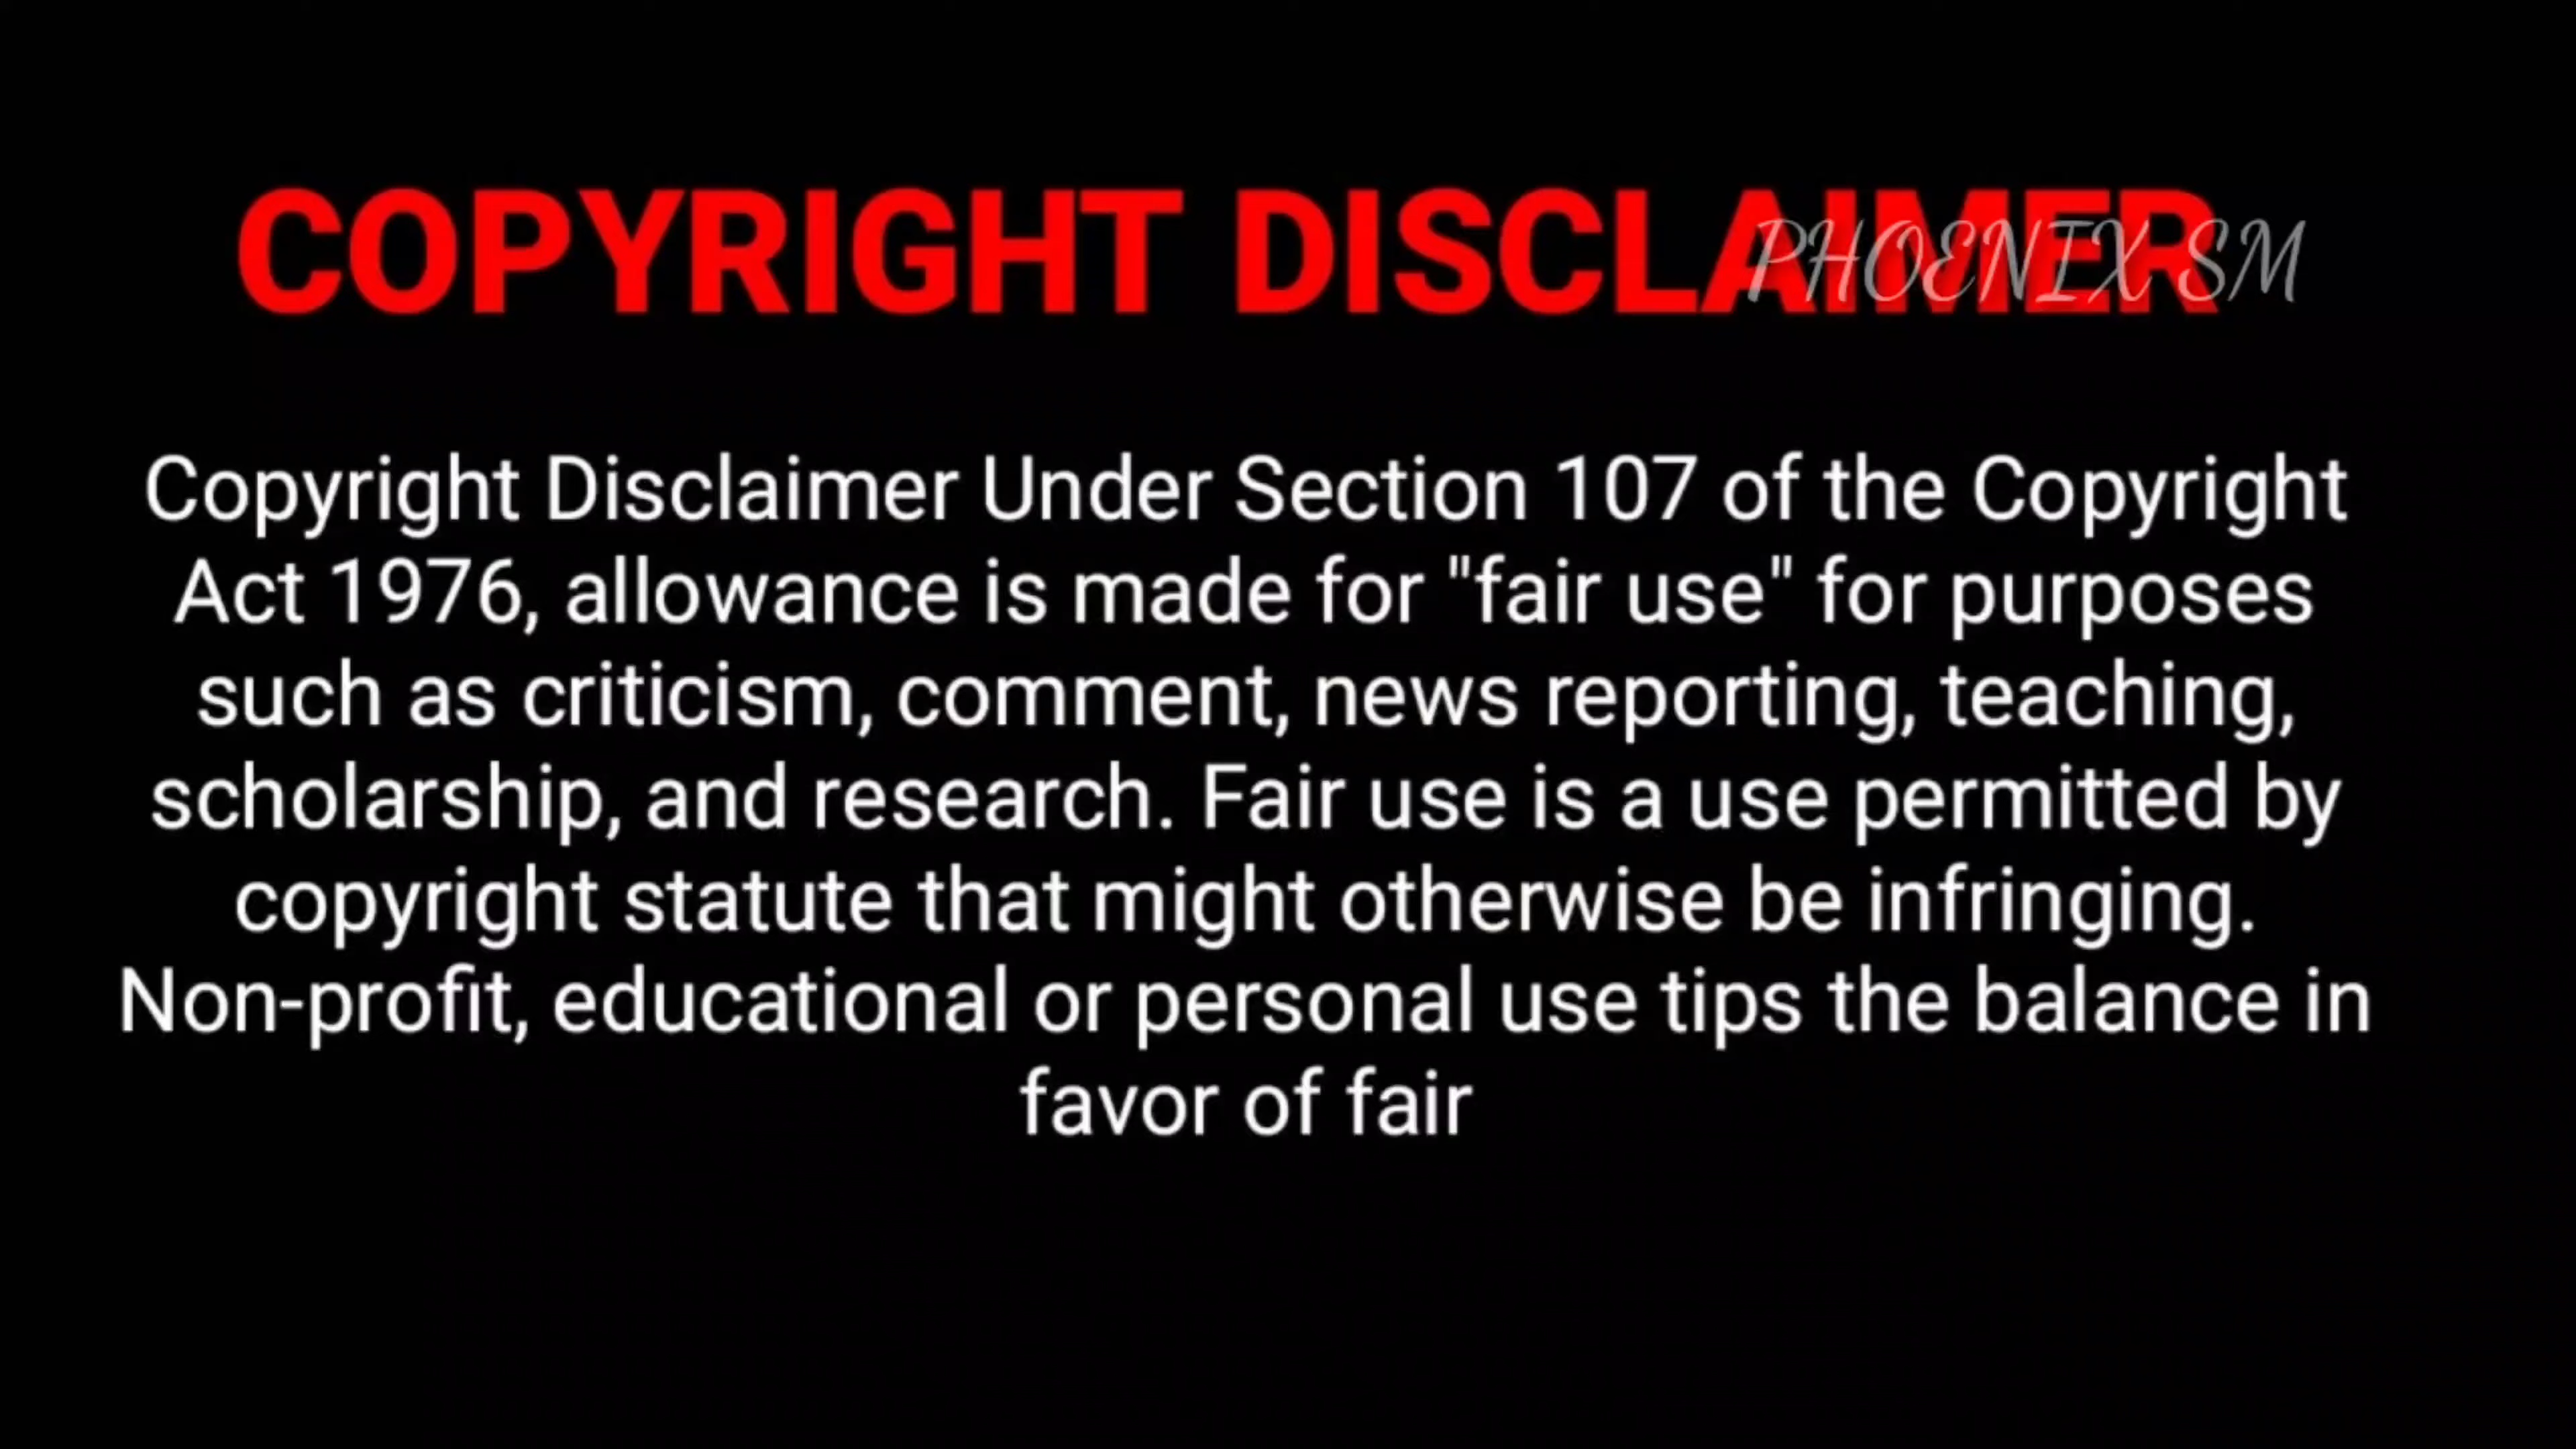 COPYRIGHT DISCLAIMER
PHOENIX SM
Copyright Disclaimer Under Section 107 of the Copyright
Act 1976, allowance is made for "fair use" for purposes
such as criticism, comment, news reporting, teaching,
scholarship, and research. Fair use is a use permitted by
copyright statute that might otherwise be infringing.
Non-profit, educational or personal use tips the balance in
favor of fair